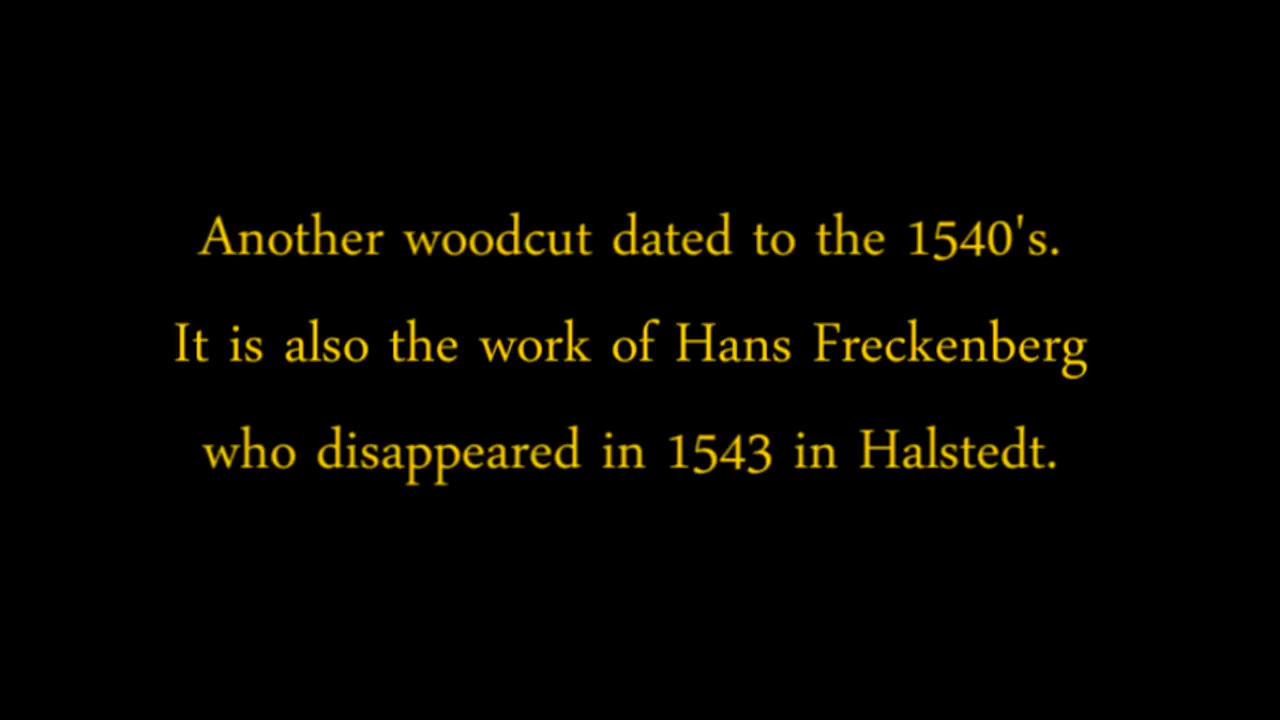 Another woodcut dated to the 1540's.
It is also the work of Hans Freckenberg
who disappeared in 1543 in Halstedt.